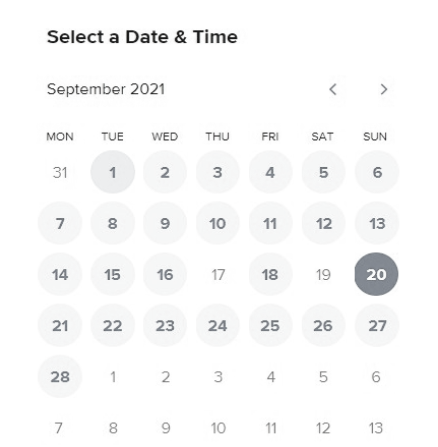 Select a Date & Time
September 2021
MON TUE WED THU FRI SAT SUN
31 1 2 3 4 5 6
7 8 9 10 11 12 13
14 15 16 17 18 19 20
21 22 23 24 25 26 27
28 1 2 3 4 5 6
7 8 9 10 11 12 13